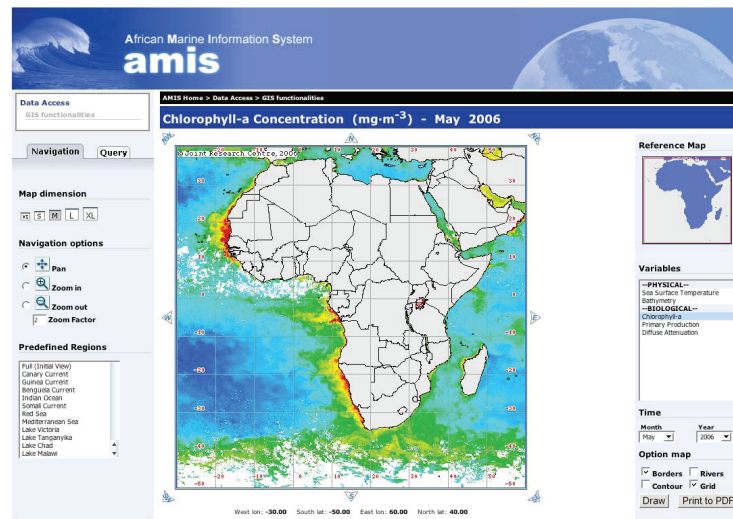 African Marine Information System
amis
Data Access
GIS functionalities
AMIS Home > Data Access > GIS functionalities
Chlorophyll-a Concentration (mg·m-3) - May 2006
Navigation
Query
Map dimension
XS S M L XL
Navigation options
Pan
Zoom in
Zoom out
2 Zoom Factor
Predefined Regions
Full (Initial View)
Canary Current
Guinea Current
Benguela Current
Indian Ocean
Somali Current
Red Sea
Mediterranean Sea
Lake Victoria
Lake Tanganyika
Lake Chad
Lake Malawi
NW N NE
©Joint Research Centre, 2006
W E
S
West lon: -30.00 South lat: -50.00 East lon: 60.00 North lat: 40.00
Reference Map
Variables
--PHYSICAL--
Sea Surface Temperature
Bathymetry
--BIOLOGICAL--
Chlorophyll-a
Primary Production
Diffuse Attenuation
Time
Month Year
May 2006
Option map
Borders Rivers
Contour Grid
Draw Print to PDF